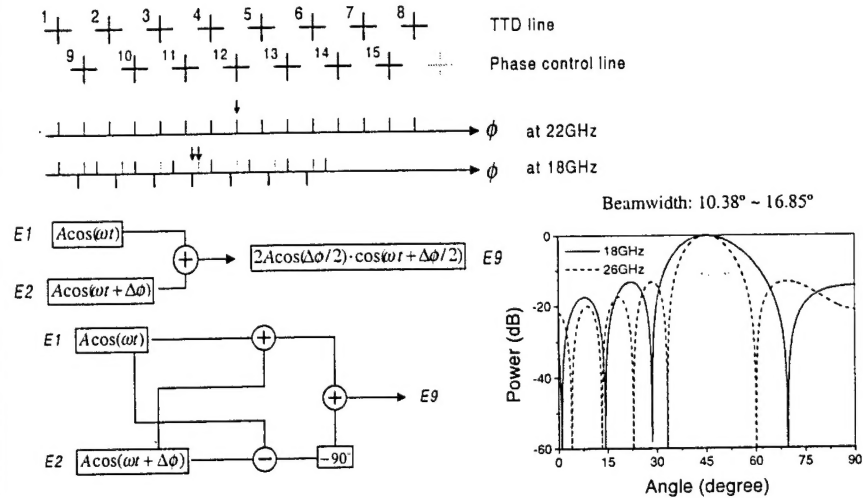 1 2 3 4 5 6 7 8 TTD line
9 10 11 12 13 14 15 Phase control line
ϕ at 22GHz
ϕ at 18GHz
E1 Acos(ωt)
+ 2Acos(Δϕ/2)·cos(ωt+Δϕ/2) E9
E2 Acos(ωt+Δϕ)
E1 Acos(ωt) +
+ E9
E2 Acos(ωt+Δϕ) − −90°
Beamwidth: 10.38° ~ 16.85°
18GHz
26GHz
Power (dB)
0
-20
-40
-60
0 15 30 45 60 75 90
Angle (degree)